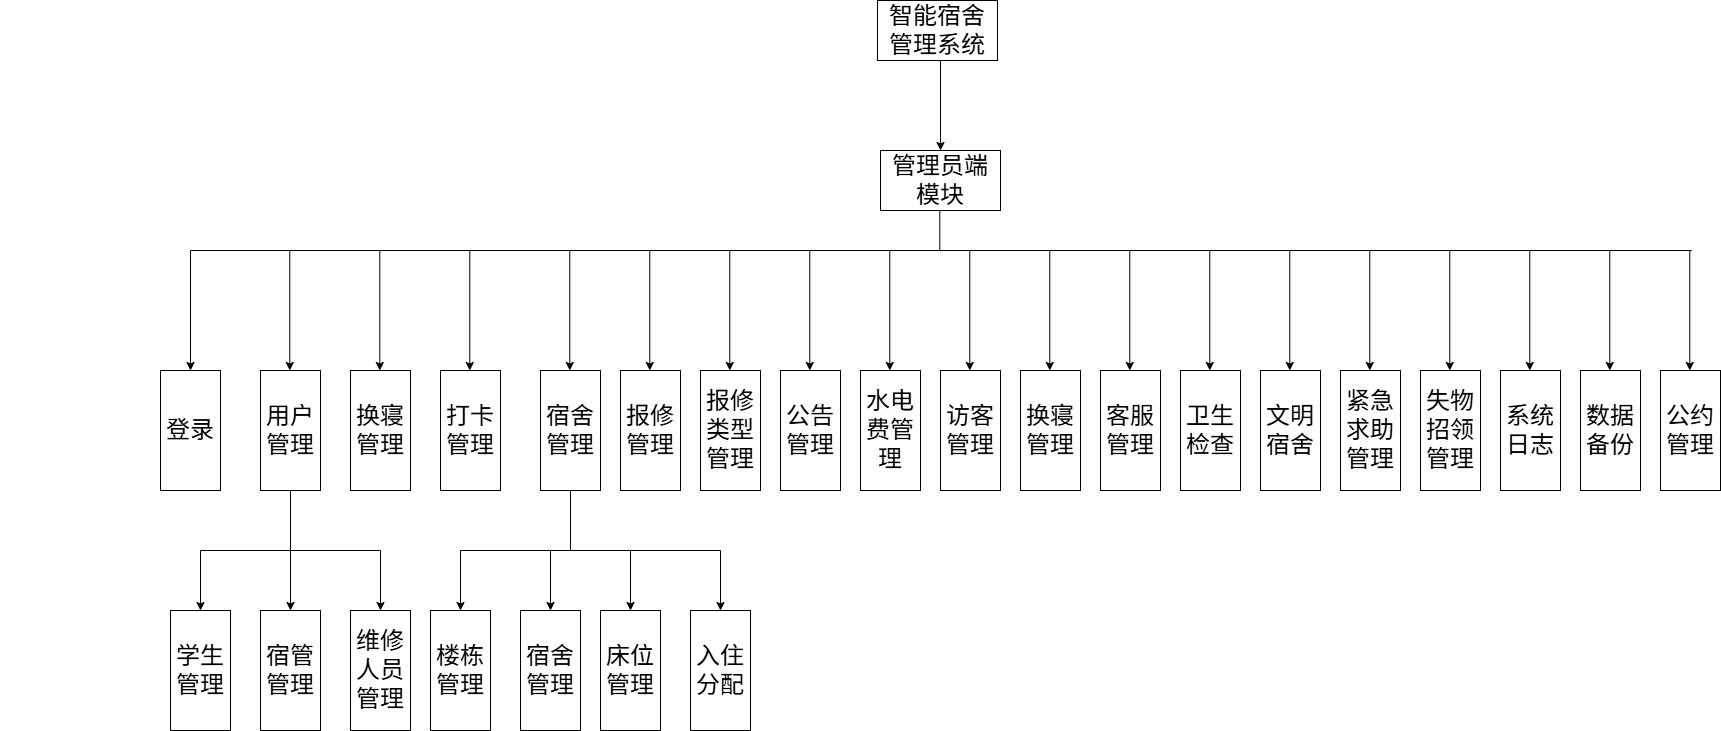 智能宿舍
管理系统
管理员端
模块
登录
用户
管理
换寝
管理
打卡
管理
宿舍
管理
报修
管理
报修
类型
管理
公告
管理
水电
费管
理
访客
管理
换寝
管理
客服
管理
卫生
检查
文明
宿舍
紧急
求助
管理
失物
招领
管理
系统
日志
数据
备份
公约
管理
学生
管理
宿管
管理
维修
人员
管理
楼栋
管理
宿舍
管理
床位
管理
入住
分配